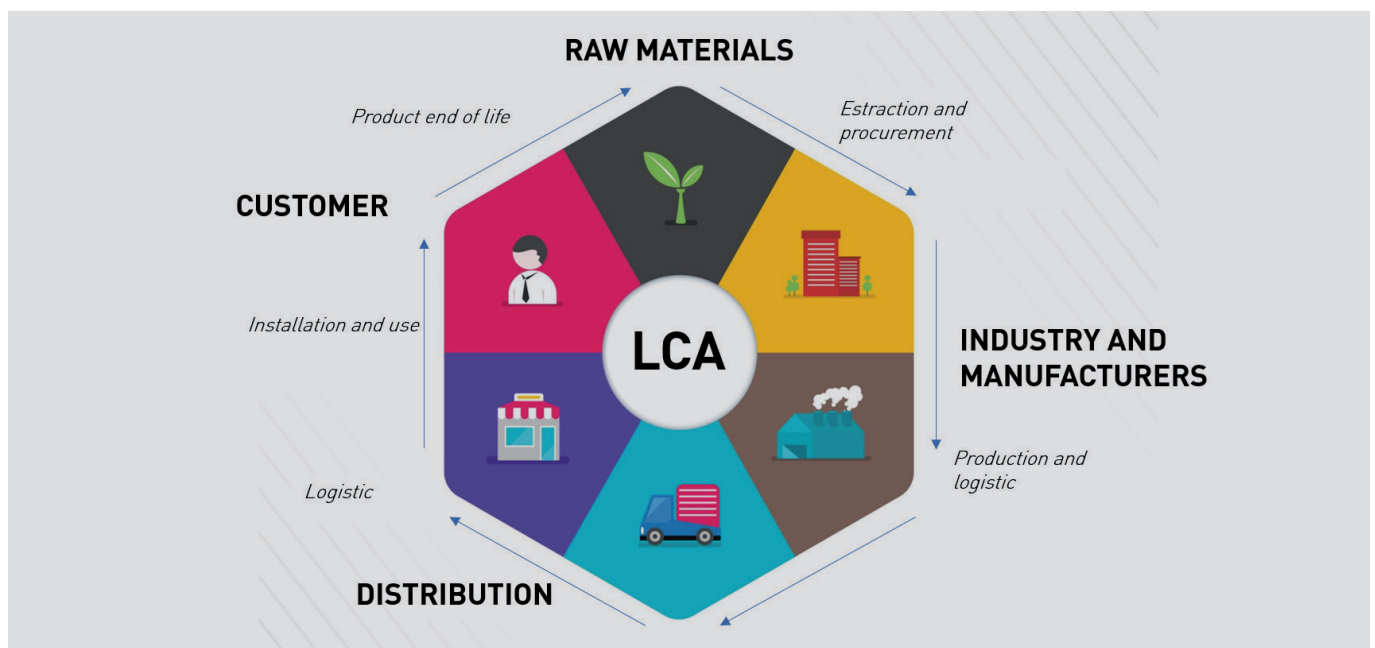 RAW MATERIALS
Product end of life
Estraction and
procurement
CUSTOMER
Installation and use
LCA
INDUSTRY AND
MANUFACTURERS
Production and
logistic
Logistic
DISTRIBUTION